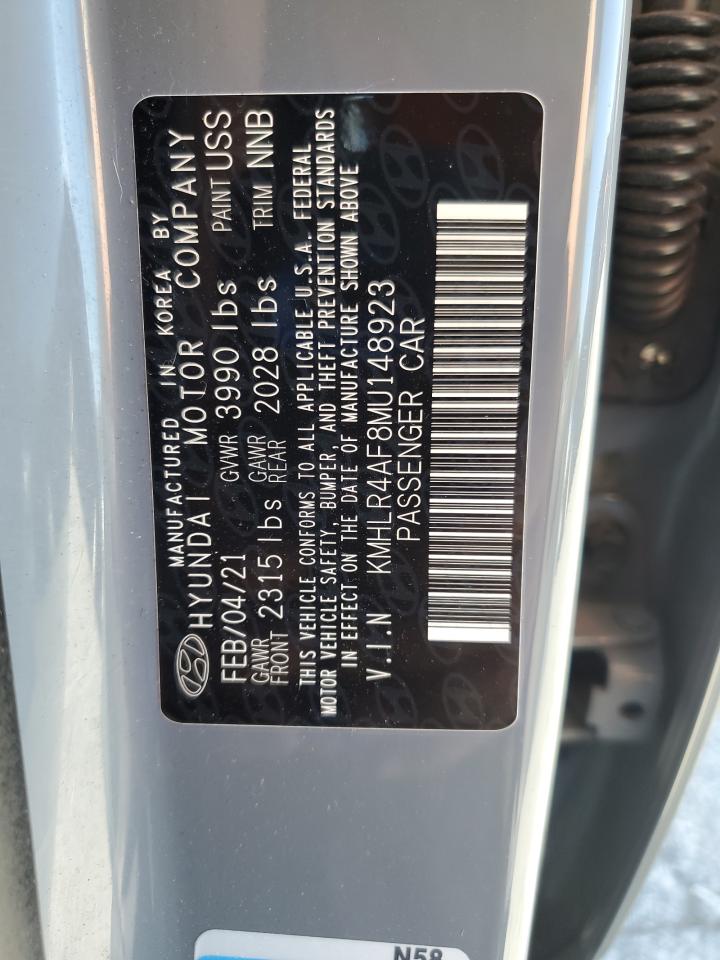 MANUFACTURED IN KOREA BY
HYUNDAI MOTOR COMPANY
FEB/04/21 GVWR 3990 lbs PAINT USS
GAWR FRONT 2315 lbs GAWR REAR 2028 lbs TRIM NNB
THIS VEHICLE CONFORMS TO ALL APPLICABLE U.S.A. FEDERAL
MOTOR VEHICLE SAFETY, BUMPER, AND THEFT PREVENTION STANDARDS
IN EFFECT ON THE DATE OF MANUFACTURE SHOWN ABOVE
V.I.N KMHLR4AF8MU148923
PASSENGER CAR
N58